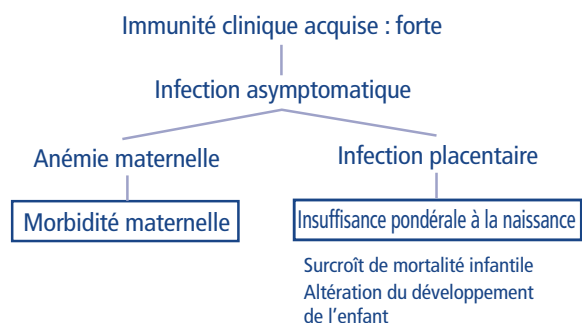 Immunité clinique acquise : forte
Infection asymptomatique
Anémie maternelle
Infection placentaire
Morbidité maternelle
Insuffisance pondérale à la naissance
Surcroît de mortalité infantile
Altération du développement
de l'enfant